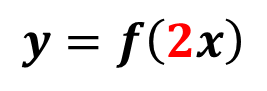 y = f(2x)